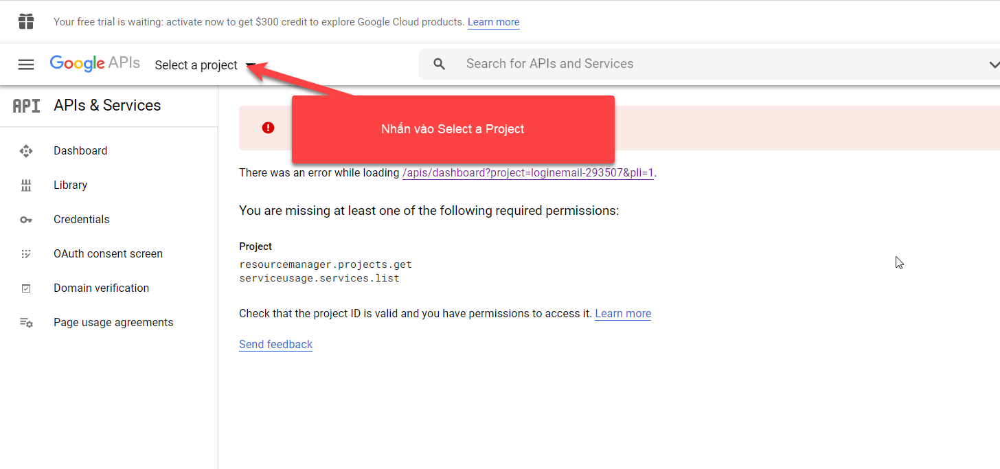 Your free trial is waiting: activate now to get $300 credit to explore Google Cloud products. Learn more
Google APIs Select a project
Search for APIs and Services
API APIs & Services
Dashboard
Library
Credentials
OAuth consent screen
Domain verification
Page usage agreements
Nhấn vào Select a Project
There was an error while loading /apis/dashboard?project=loginemail-293507&pli=1.
You are missing at least one of the following required permissions:
Project
resourcemanager.projects.get
serviceusage.services.list
Check that the project ID is valid and you have permissions to access it. Learn more
Send feedback